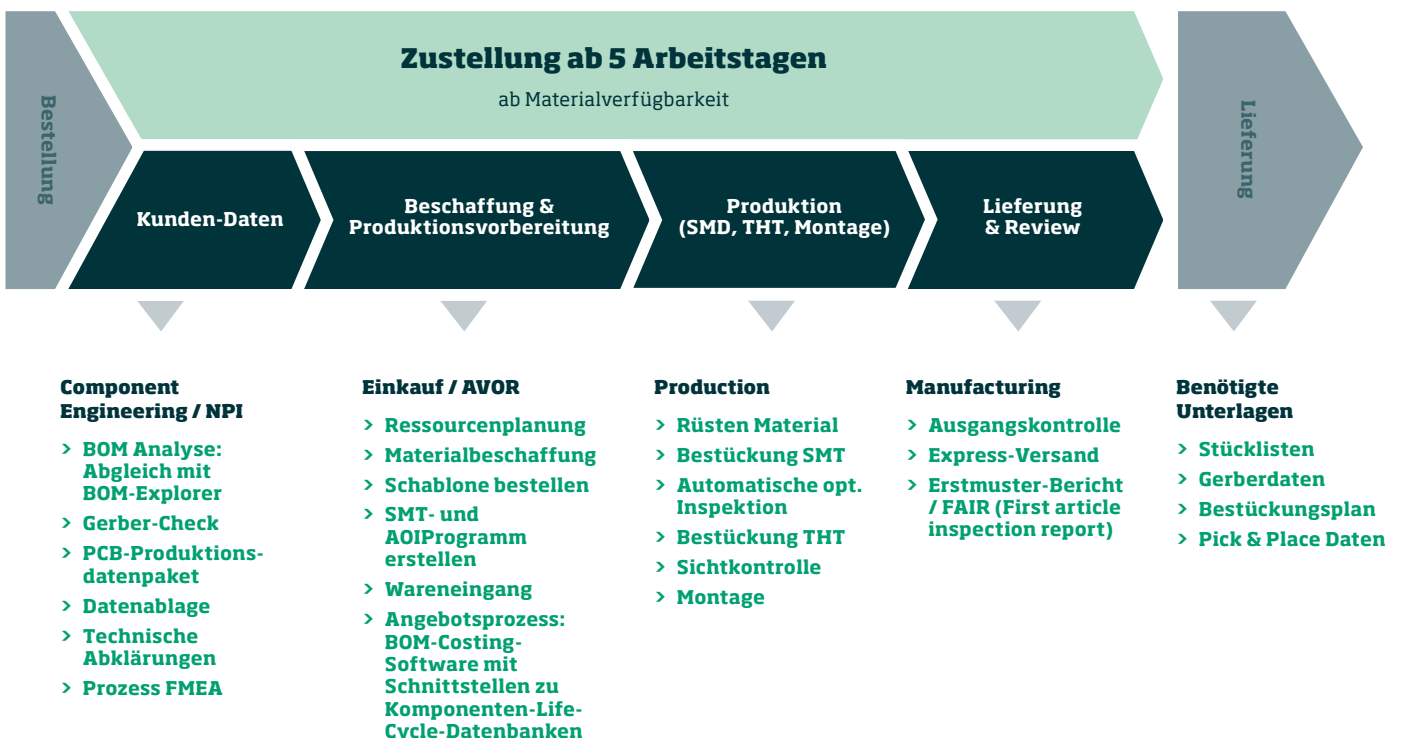 Bestellung
Zustellung ab 5 Arbeitstagen
ab Materialverfügbarkeit
Kunden-Daten
Beschaffung &
Produktionsvorbereitung
Produktion
(SMD, THT, Montage)
Lieferung
& Review
Lieferung
Component
Engineering / NPI
> BOM Analyse:
Abgleich mit
BOM-Explorer
> Gerber-Check
> PCB-Produktions-
datenpaket
> Datenablage
> Technische
Abklärungen
> Prozess FMEA
Einkauf / AVOR
> Ressourcenplanung
> Materialbeschaffung
> Schablone bestellen
> SMT- und
AOIProgramm
erstellen
> Wareneingang
> Angebotsprozess:
BOM-Costing-
Software mit
Schnittstellen zu
Komponenten-Life-
Cycle-Datenbanken
Production
> Rüsten Material
> Bestückung SMT
> Automatische opt.
Inspektion
> Bestückung THT
> Sichtkontrolle
> Montage
Manufacturing
> Ausgangskontrolle
> Express-Versand
> Erstmuster-Bericht
/ FAIR (First article
inspection report)
Benötigte
Unterlagen
> Stücklisten
> Gerberdaten
> Bestückungsplan
> Pick & Place Daten